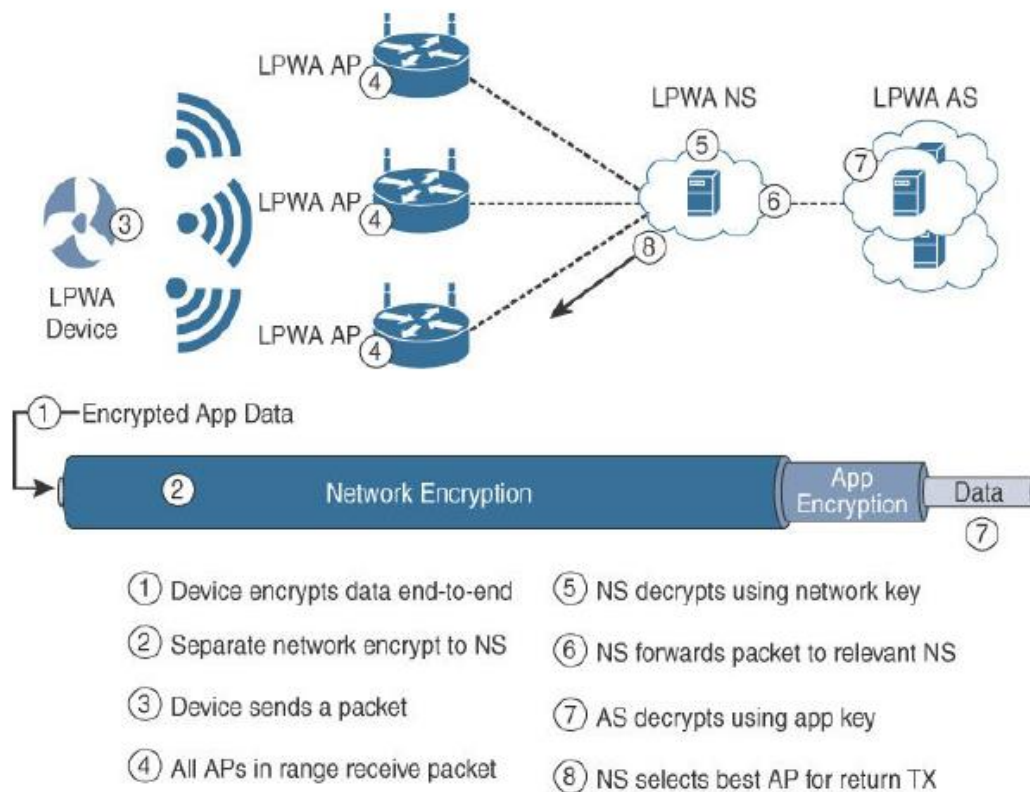 LPWA AP
④
LPWA NS
LPWA AS
⑤
⑦
LPWA AP
④
③
⑥
⑧
LPWA
Device
LPWA AP
④
① Encrypted App Data
② Network Encryption
App
Encryption
Data
⑦
① Device encrypts data end-to-end
② Separate network encrypt to NS
③ Device sends a packet
④ All APs in range receive packet
⑤ NS decrypts using network key
⑥ NS forwards packet to relevant NS
⑦ AS decrypts using app key
⑧ NS selects best AP for return TX